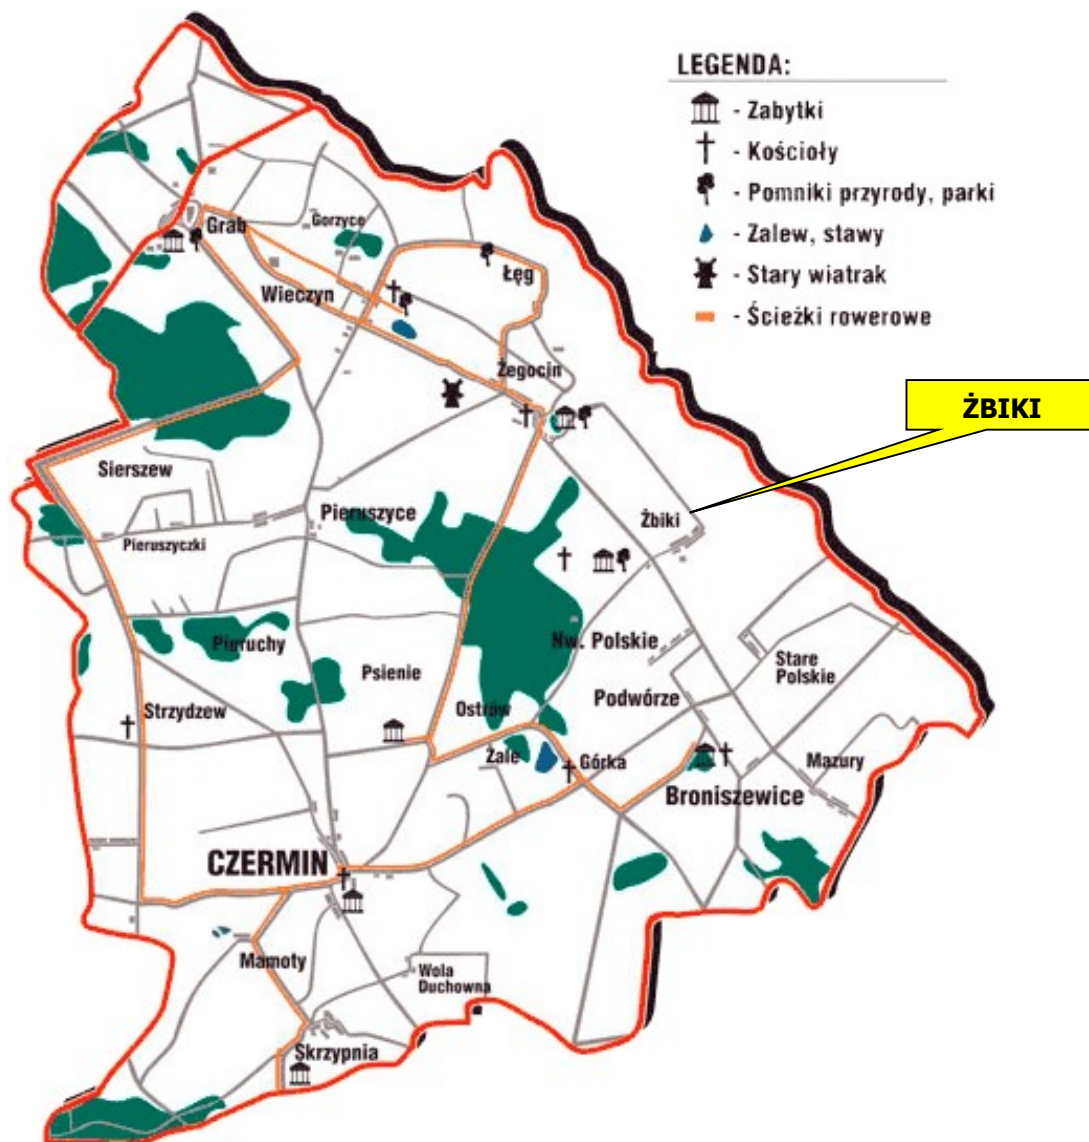 LEGENDA:
- Zabytki
- Kościoły
- Pomniki przyrody, parki
- Zalew, stawy
- Stary wiatrak
- Ścieżki rowerowe
Grab
Gorzyce
Łęg
Wieczyn
Żegocin
ŻBIKI
Sierszew
Pieruszyce
Żbiki
Pieruszyczki
Pieruchy
Nw. Polskie
Stare
Polskie
Psienie
Podwórze
Strzydzew
Ostrów
Żale
Górka
Mazury
Broniszewice
CZERMIN
Mamoty
Wola
Duchowna
Skrzypnia